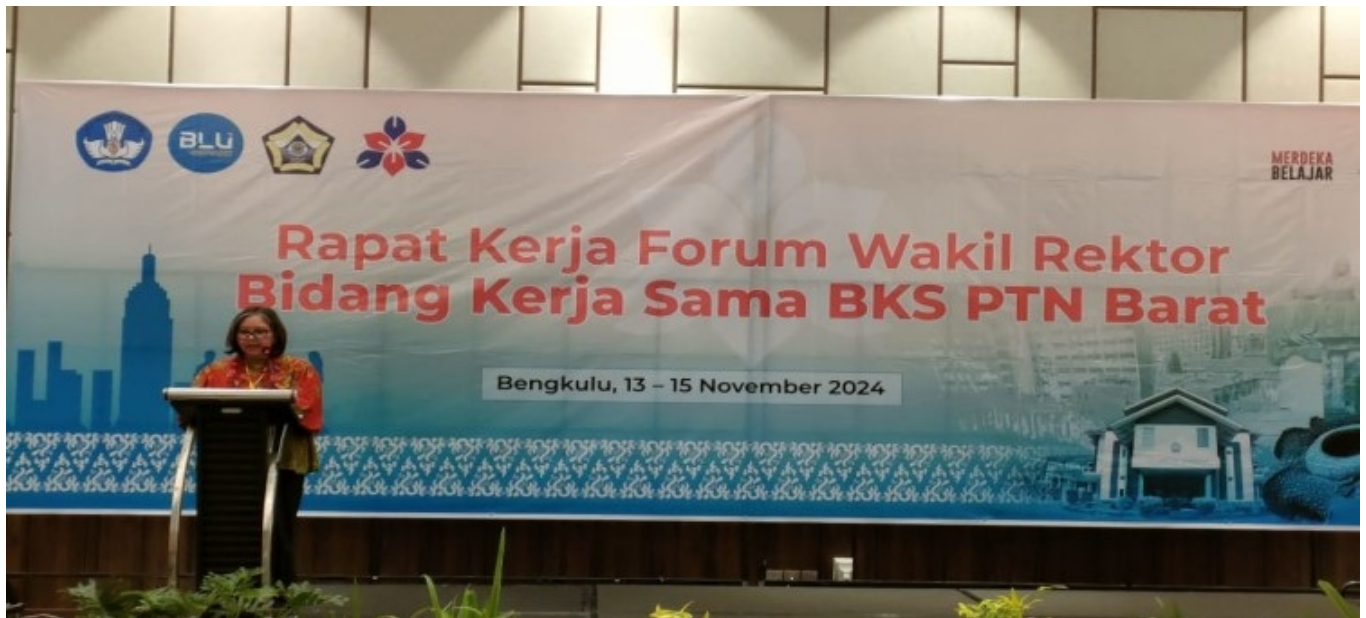 BLU
MERDEKA
BELAJAR
Rapat Kerja Forum Wakil Rektor
Bidang Kerja Sama BKS PTN Barat
Bengkulu, 13 – 15 November 2024